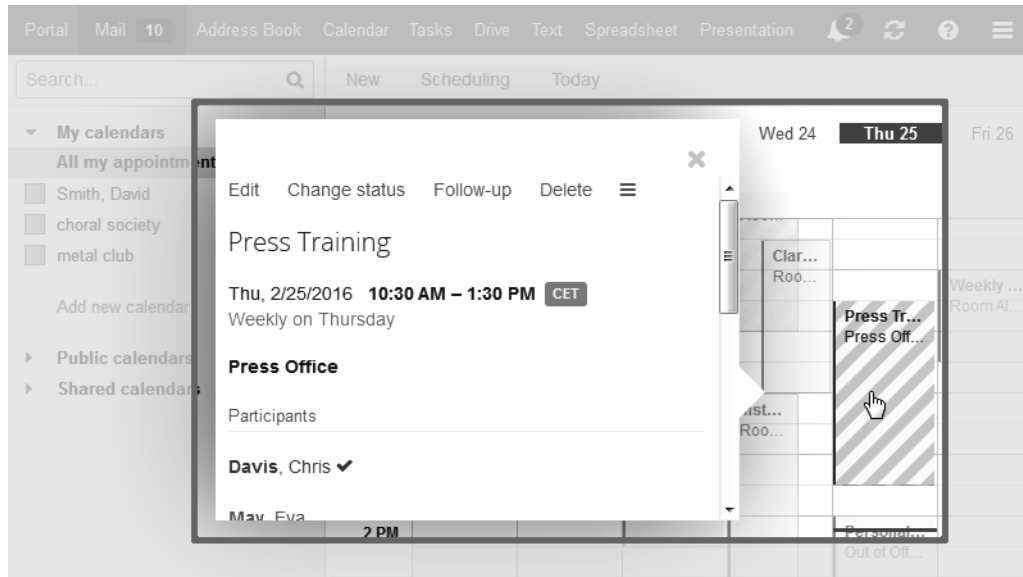 Portal Mail 10 Address Book Calendar Tasks Drive Text Spreadsheet Presentation 2
Search... New Scheduling Today
My calendars
All my appointment
Smith, David
choral society
metal club
Add new calendar
Public calendars
Shared calendars
Wed 24 Thu 25 Fri 26
Edit Change status Follow-up Delete
Press Training
Thu, 2/25/2016 10:30 AM – 1:30 PM CET
Weekly on Thursday
Press Office
Participants
Davis, Chris
May, Eva
2 PM
Clar...
Roo...
Press Tr...
Press Off...
Weekly ...
Room Al...
Roo...
Personal...
Out of Off...